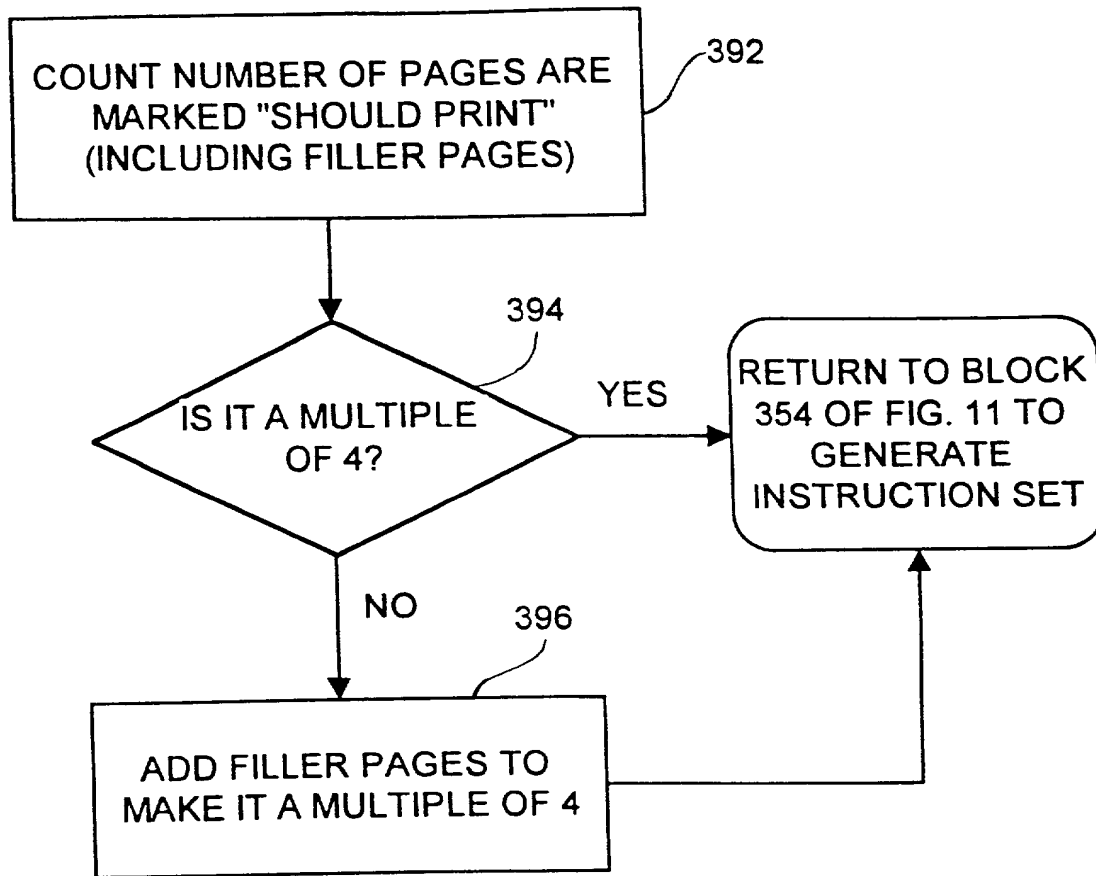 392
COUNT NUMBER OF PAGES ARE
MARKED "SHOULD PRINT"
(INCLUDING FILLER PAGES)
394
IS IT A MULTIPLE
OF 4?
YES
RETURN TO BLOCK
354 OF FIG. 11 TO
GENERATE
INSTRUCTION SET
NO
396
ADD FILLER PAGES TO
MAKE IT A MULTIPLE OF 4